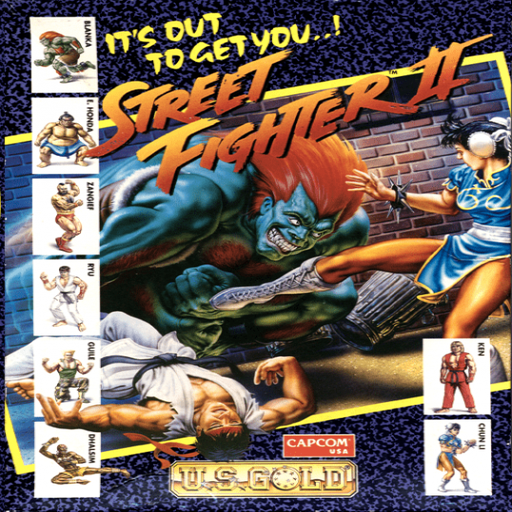 IT'S OUT
TO GET YOU..!
STREET
FIGHTER II
TM
BLANKA
E. HONDA
ZANGIEF
RYU
GUILE
DHALSIM
KEN
CHUN LI
CAPCOM
USA
U.S. GOLD